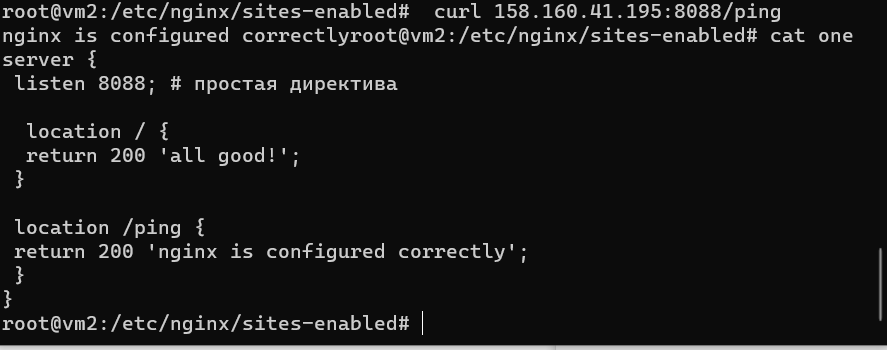 root@vm2:/etc/nginx/sites-enabled#  curl 158.160.41.195:8088/ping
nginx is configured correctlyroot@vm2:/etc/nginx/sites-enabled# cat one
server {
 listen 8088; # простая директива

  location / {
  return 200 'all good!';
 }

 location /ping {
 return 200 'nginx is configured correctly';
 }
}
root@vm2:/etc/nginx/sites-enabled#